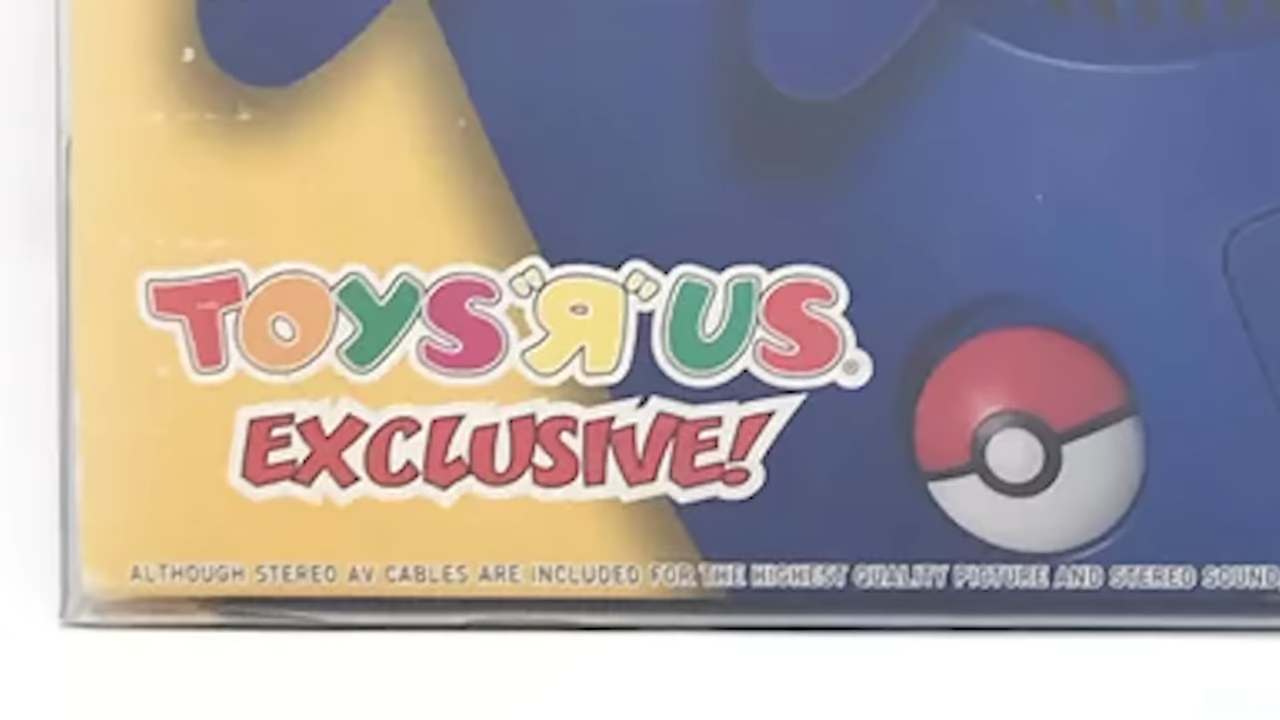 TOYS"R"US®
EXCLUSIVE!
ALTHOUGH STEREO AV CABLES ARE INCLUDED FOR THE HIGHEST QUALITY PICTURE AND STEREO SOUND